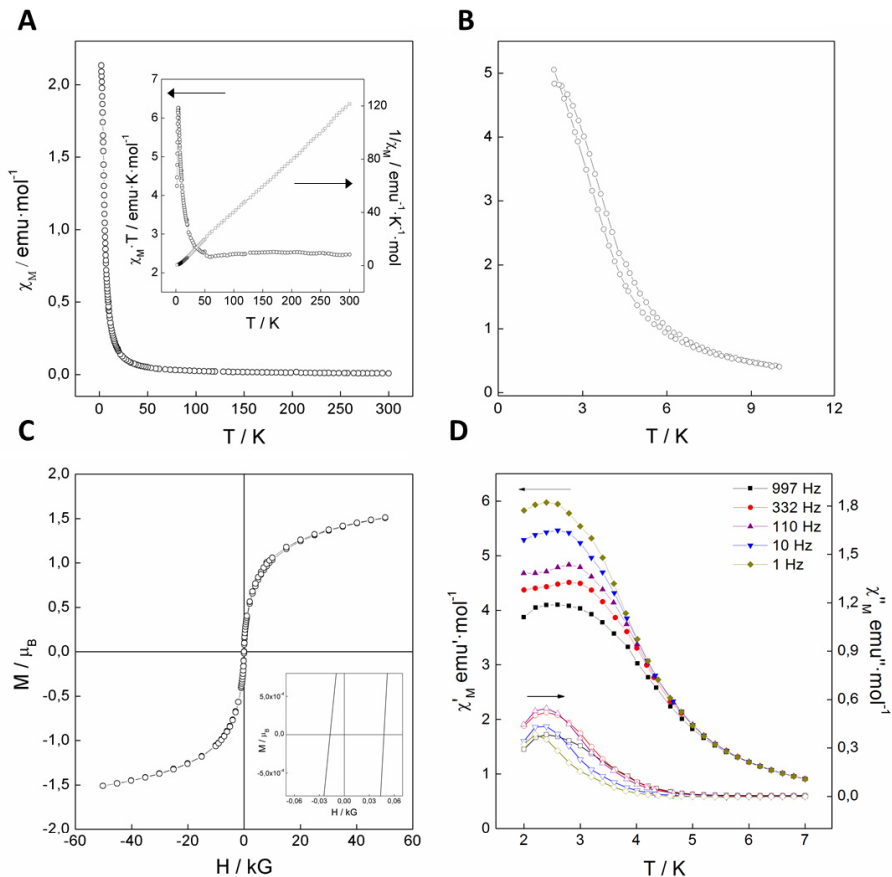 A
2,0
1,5
1,0
0,5
0,0
χM / emu·mol-1
0 50 100 150 200 250 300
T / K
7
6
5
4
3
2
χM·T / emu·K·mol-1
120
80
40
0
1/χM / emu-1·K-1·mol
0 50 100 150 200 250 300
T / K
B
5
4
3
2
1
0
0 3 6 9 12
T / K
C
2,0
1,5
1,0
0,5
0,0
-0,5
-1,0
-1,5
-2,0
M / μB
-60 -40 -20 0 20 40 60
H / kG
5,0x10-4
0,0
-5,0x10-4
M / μB
-0,06 -0,03 0,00 0,03 0,06
H / kG
D
997 Hz
332 Hz
110 Hz
10 Hz
1 Hz
6
5
4
3
2
1
0
χ'M emu'·mol-1
1,8
1,5
1,2
0,9
0,6
0,3
0,0
χ''M emu''·mol-1
2 3 4 5 6 7
T / K